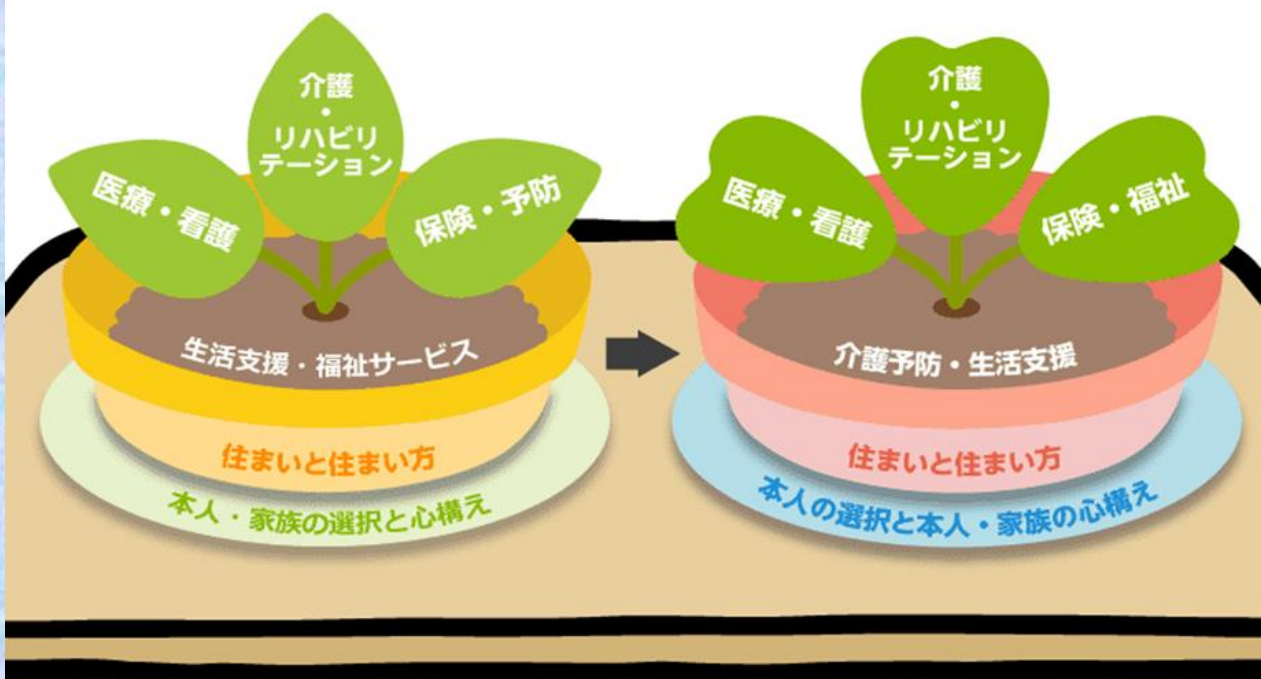 介護
・
リハビリ
テーション
医療・看護
保険・予防
生活支援・福祉サービス
住まいと住まい方
本人・家族の選択と心構え
介護
・
リハビリ
テーション
医療・看護
保険・福祉
介護予防・生活支援
住まいと住まい方
本人の選択と本人・家族の心構え